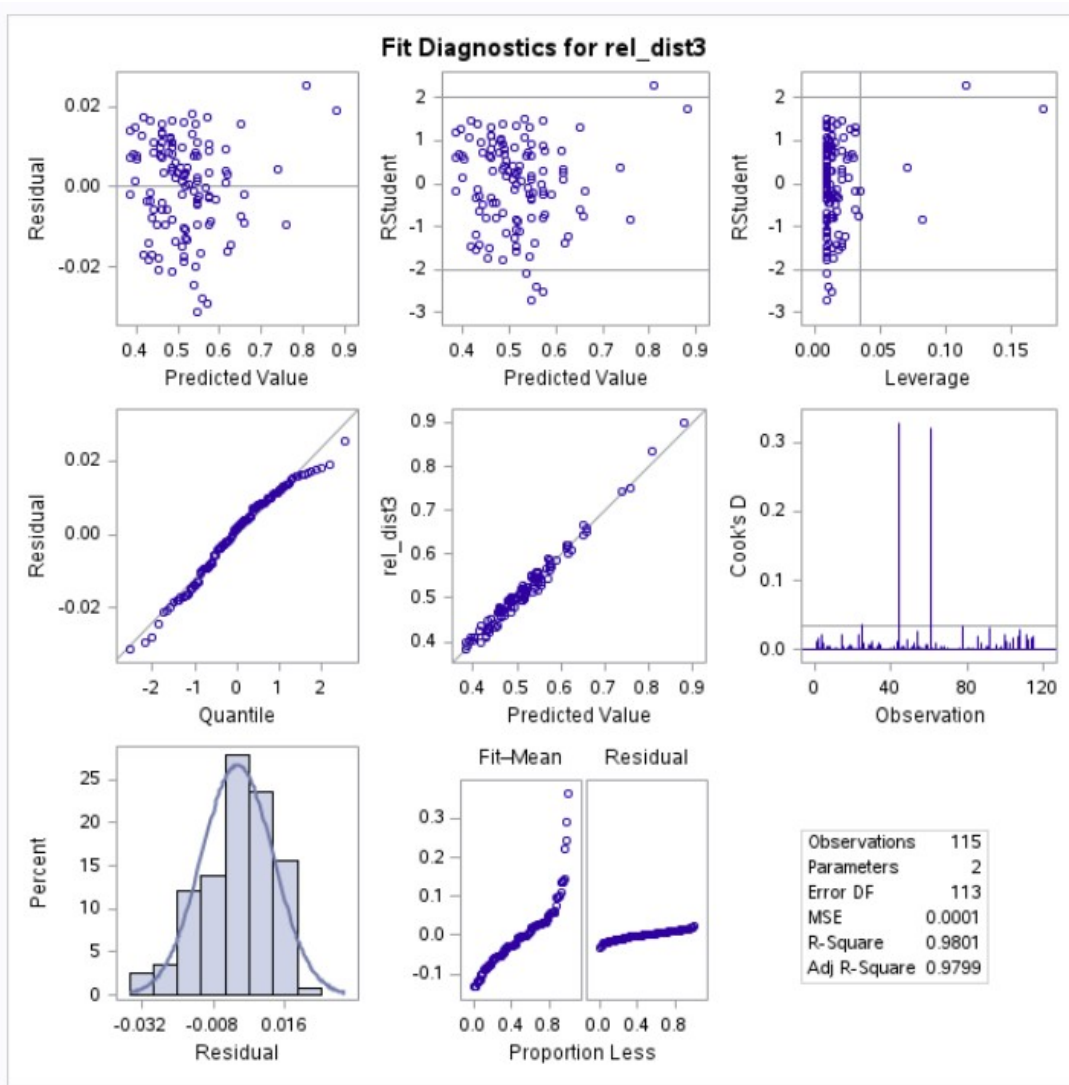 Fit Diagnostics for rel_dist3
0.02
0.00
-0.02
Residual
0.4 0.5 0.6 0.7 0.8 0.9
Predicted Value
2
1
0
-1
-2
-3
RStudent
0.4 0.5 0.6 0.7 0.8 0.9
Predicted Value
2
1
0
-1
-2
-3
RStudent
0.00 0.05 0.10 0.15
Leverage
0.02
0.00
-0.02
Residual
-2 -1 0 1 2
Quantile
0.9
0.8
0.7
0.6
0.5
0.4
rel_dist3
0.4 0.5 0.6 0.7 0.8 0.9
Predicted Value
0.3
0.2
0.1
0.0
Cook's D
0 40 80 120
Observation
25
20
15
10
5
0
Percent
-0.032 -0.008 0.016
Residual
Fit–Mean Residual
0.3
0.2
0.1
0.0
-0.1
0.0 0.4 0.8 0.0 0.4 0.8
Proportion Less
Observations 115
Parameters 2
Error DF 113
MSE 0.0001
R-Square 0.9801
Adj R-Square 0.9799